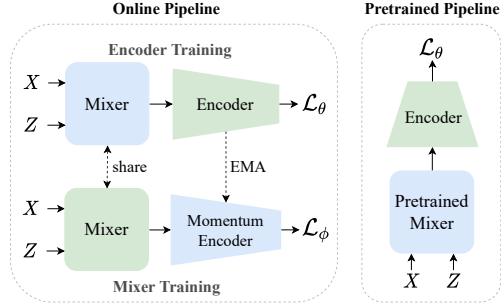 Online Pipeline
Encoder Training
X
Z
Mixer
Encoder
ℒθ
share
EMA
X
Z
Mixer
Momentum
Encoder
ℒϕ
Mixer Training
Pretrained Pipeline
ℒθ
Encoder
Pretrained
Mixer
X Z